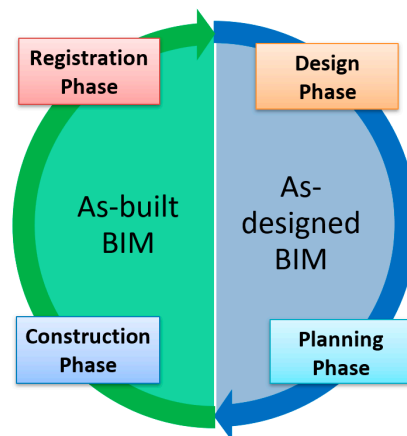 Registration
Phase
Design
Phase
As-built
BIM
As-
designed
BIM
Construction
Phase
Planning
Phase